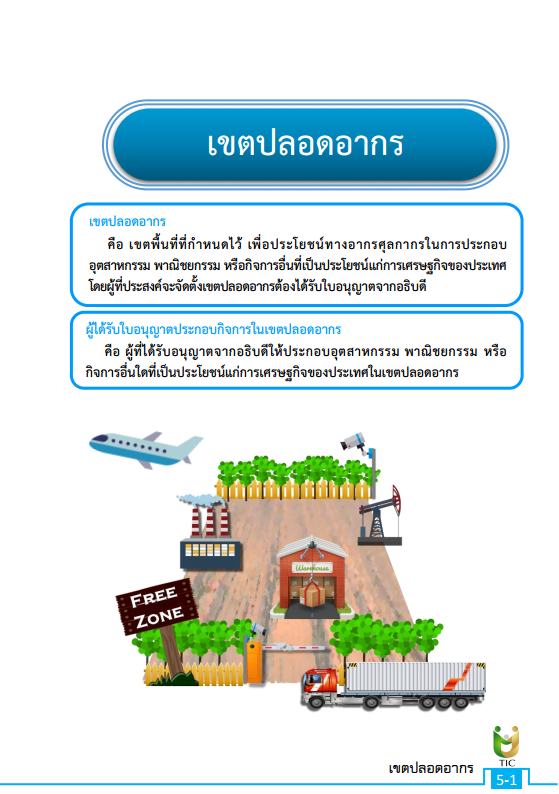 เขตปลอดอากร
เขตปลอดอากร
คือ เขตพื้นที่ที่กำหนดไว้ เพื่อประโยชน์ทางอากรศุลกากรในการประกอบ
อุตสาหกรรม พาณิชยกรรม หรือกิจการอื่นที่เป็นประโยชน์แก่การเศรษฐกิจของประเทศ
โดยผู้ที่ประสงค์จะจัดตั้งเขตปลอดอากรต้องได้รับใบอนุญาตจากอธิบดี
ผู้ได้รับใบอนุญาตประกอบกิจการในเขตปลอดอากร
คือ ผู้ที่ได้รับอนุญาตจากอธิบดีให้ประกอบอุตสาหกรรม พาณิชยกรรม หรือ
กิจการอื่นใดที่เป็นประโยชน์แก่การเศรษฐกิจของประเทศในเขตปลอดอากร
Warehouse
FREE
ZONE
TIC
เขตปลอดอากร
5-1